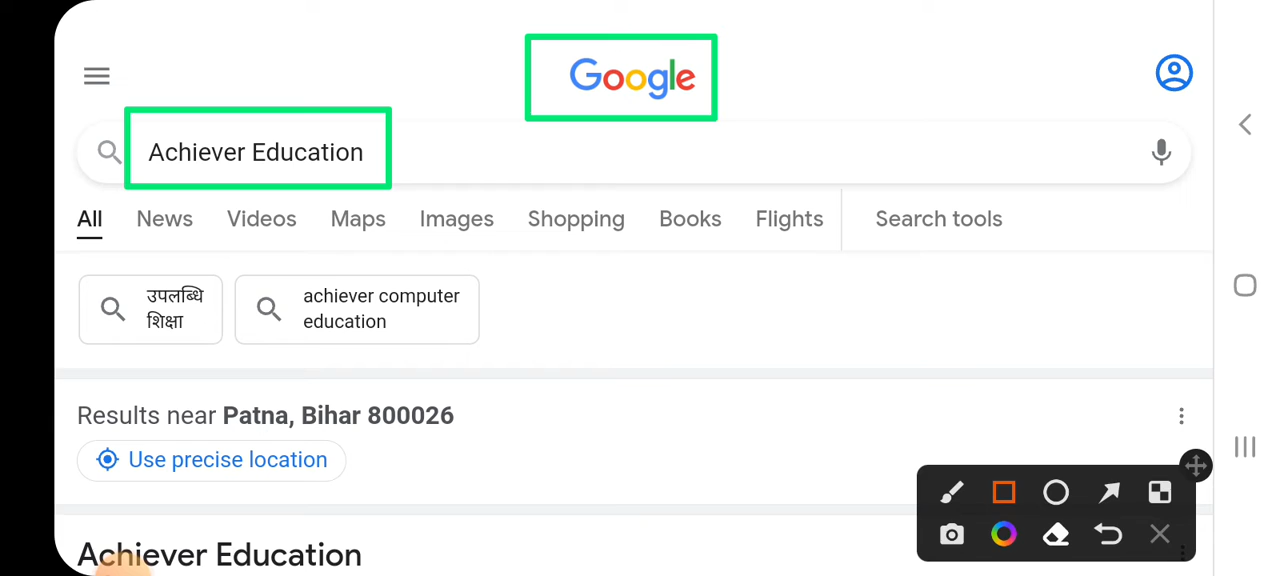 Google
Achiever Education
All News Videos Maps Images Shopping Books Flights Search tools
उपलब्धि
शिक्षा
achiever computer
education
Results near Patna, Bihar 800026
Use precise location
Achiever Education